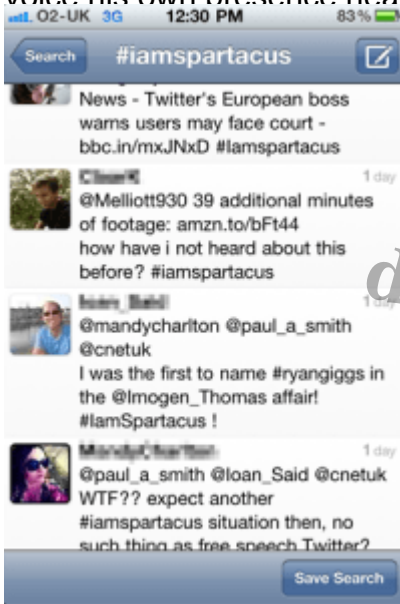 O2-UK 3G 12:30 PM 83%
Search #iamspartacus
News - Twitter's European boss
warns users may face court -
bbc.in/mxJNxD #Iamspartacus
1 day
@Melliott930 39 additional minutes
of footage: amzn.to/bFt44
how have i not heard about this
before? #iamspartacus
1 day
@mandycharlton @paul_a_smith
@cnetuk
I was the first to name #ryangiggs in
the @Imogen_Thomas affair!
#IamSpartacus !
1 day
@paul_a_smith @Ioan_Said @cnetuk
WTF?? expect another
#iamspartacus situation then, no
such thing as free speech Twitter?
Save Search